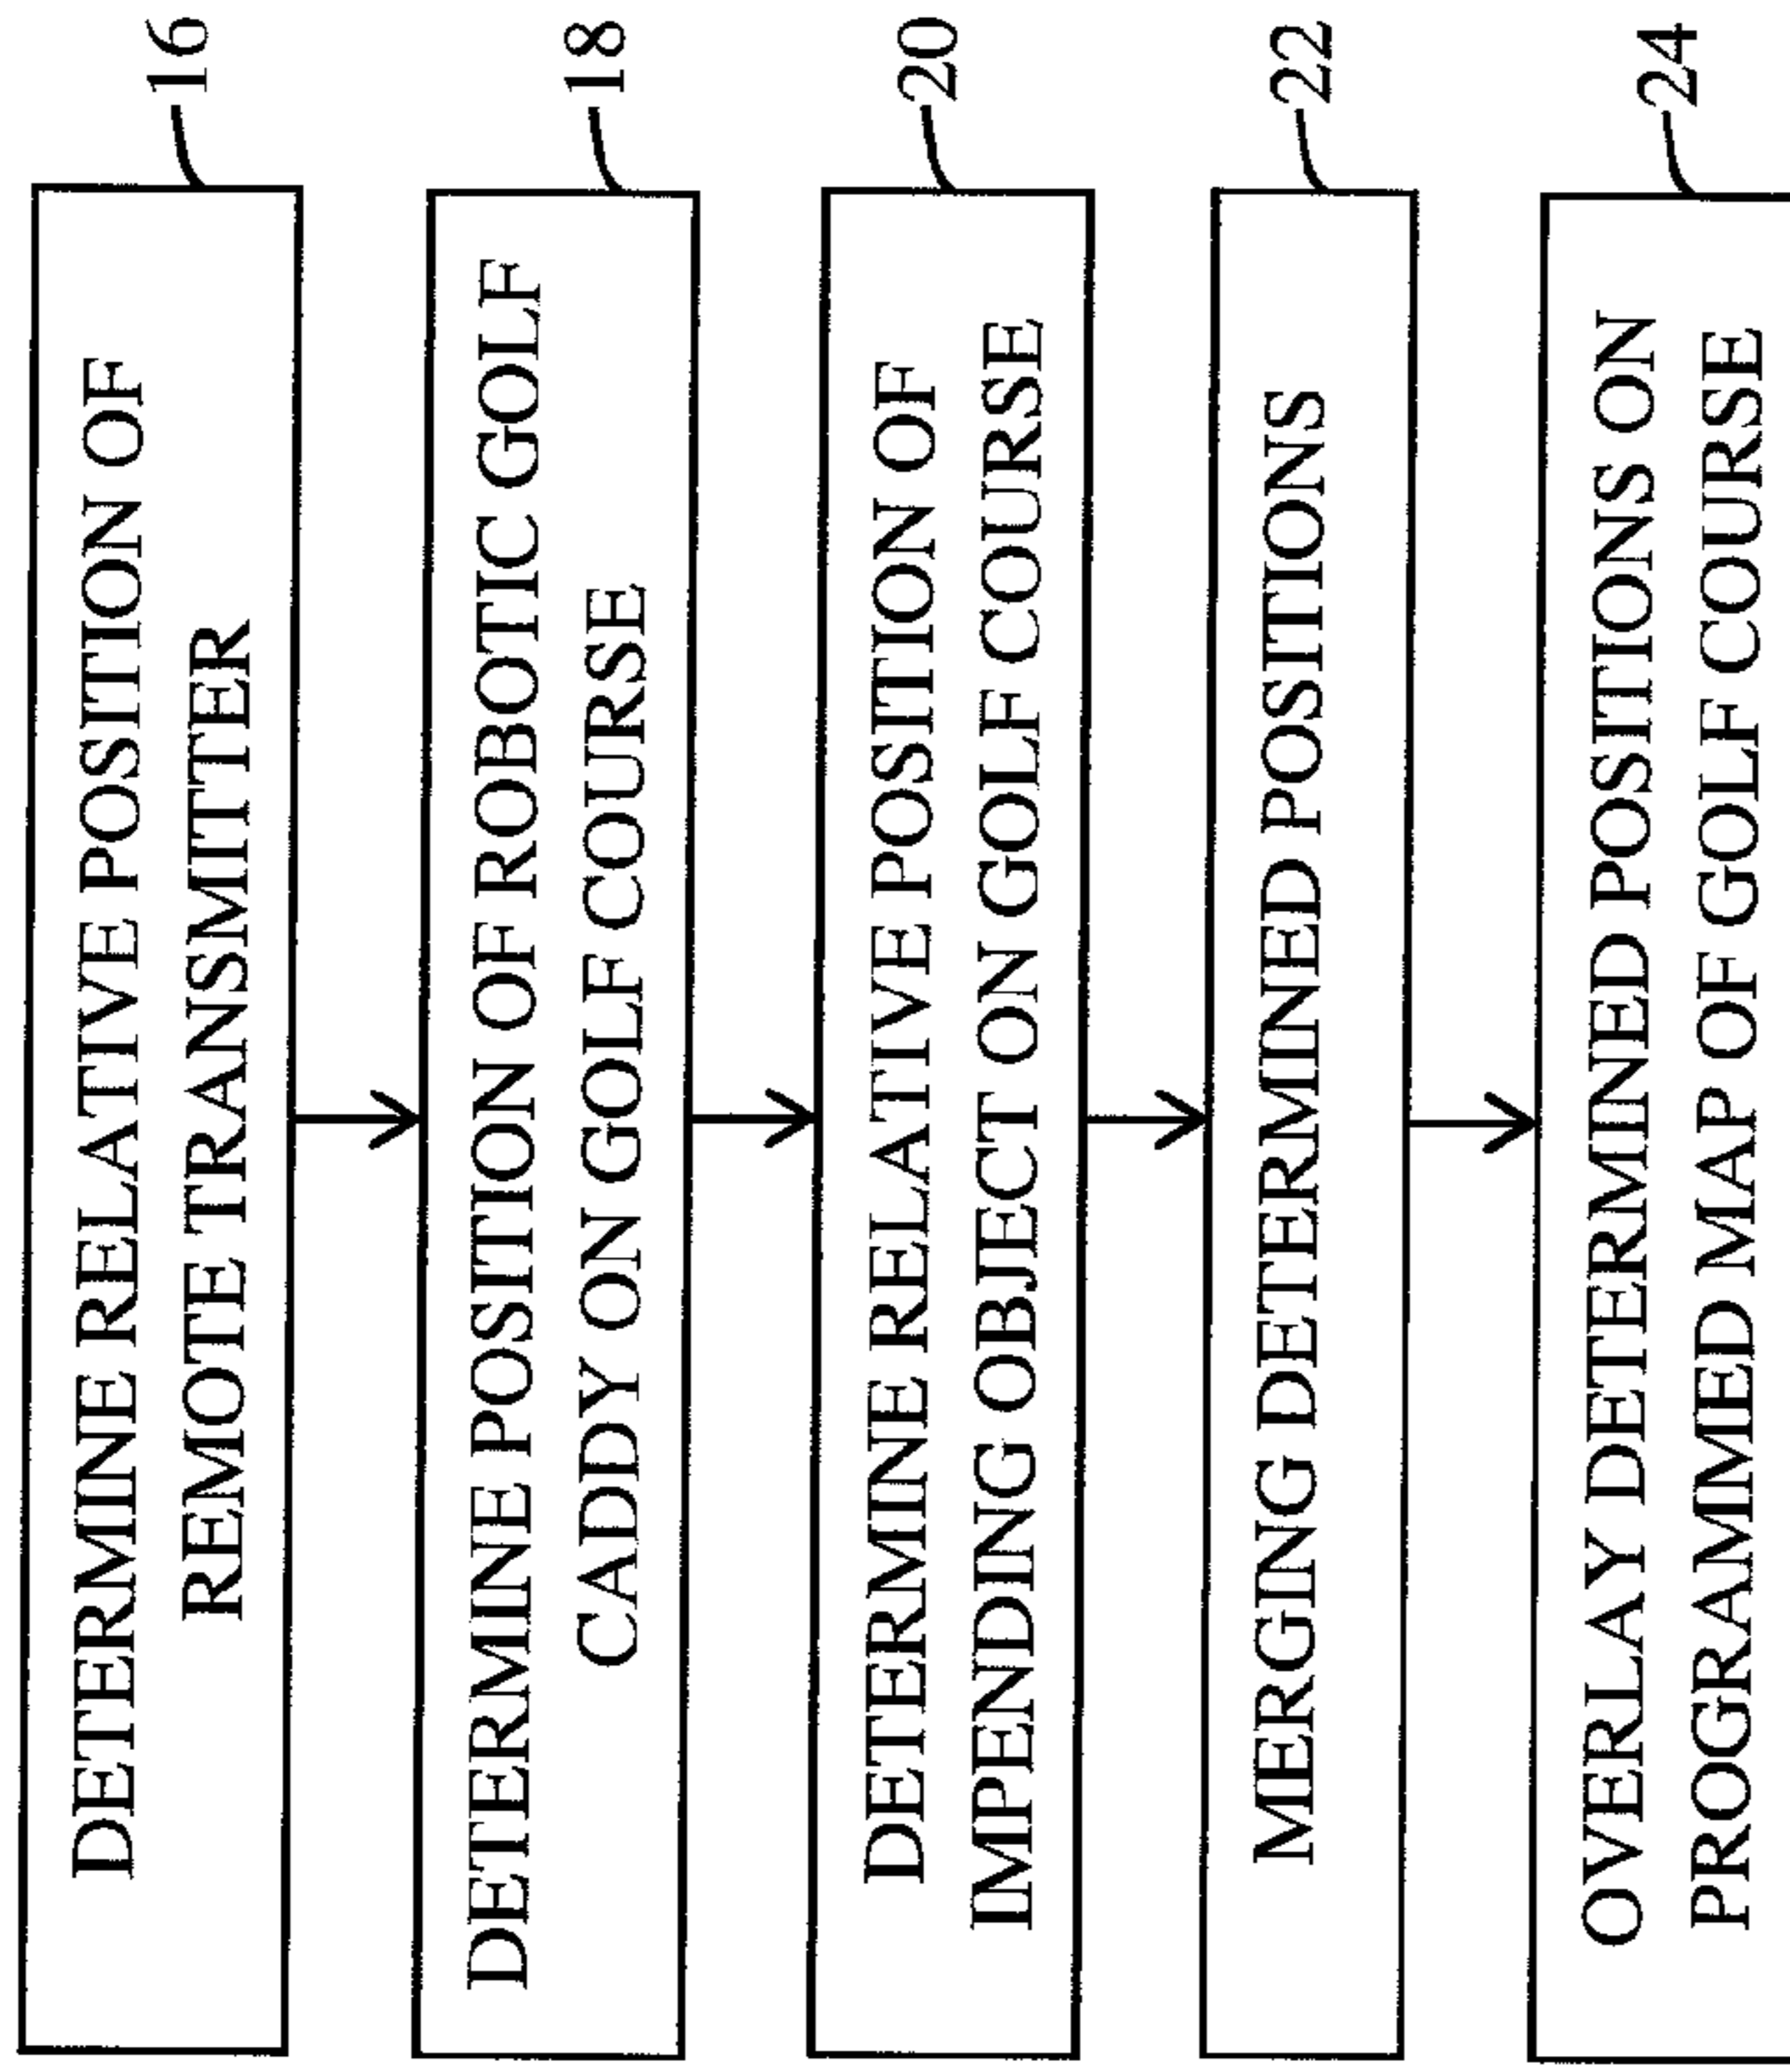 DETERMINE RELATIVE POSITION OF
REMOTE TRANSMITTER
16
DETERMINE POSITION OF ROBOTIC GOLF
CADDY ON GOLF COURSE
18
DETERMINE RELATIVE POSITION OF
IMPENDING OBJECT ON GOLF COURSE
20
MERGING DETERMINED POSITIONS
22
OVERLAY DETERMINED POSITIONS ON
PROGRAMMED MAP OF GOLF COURSE
24